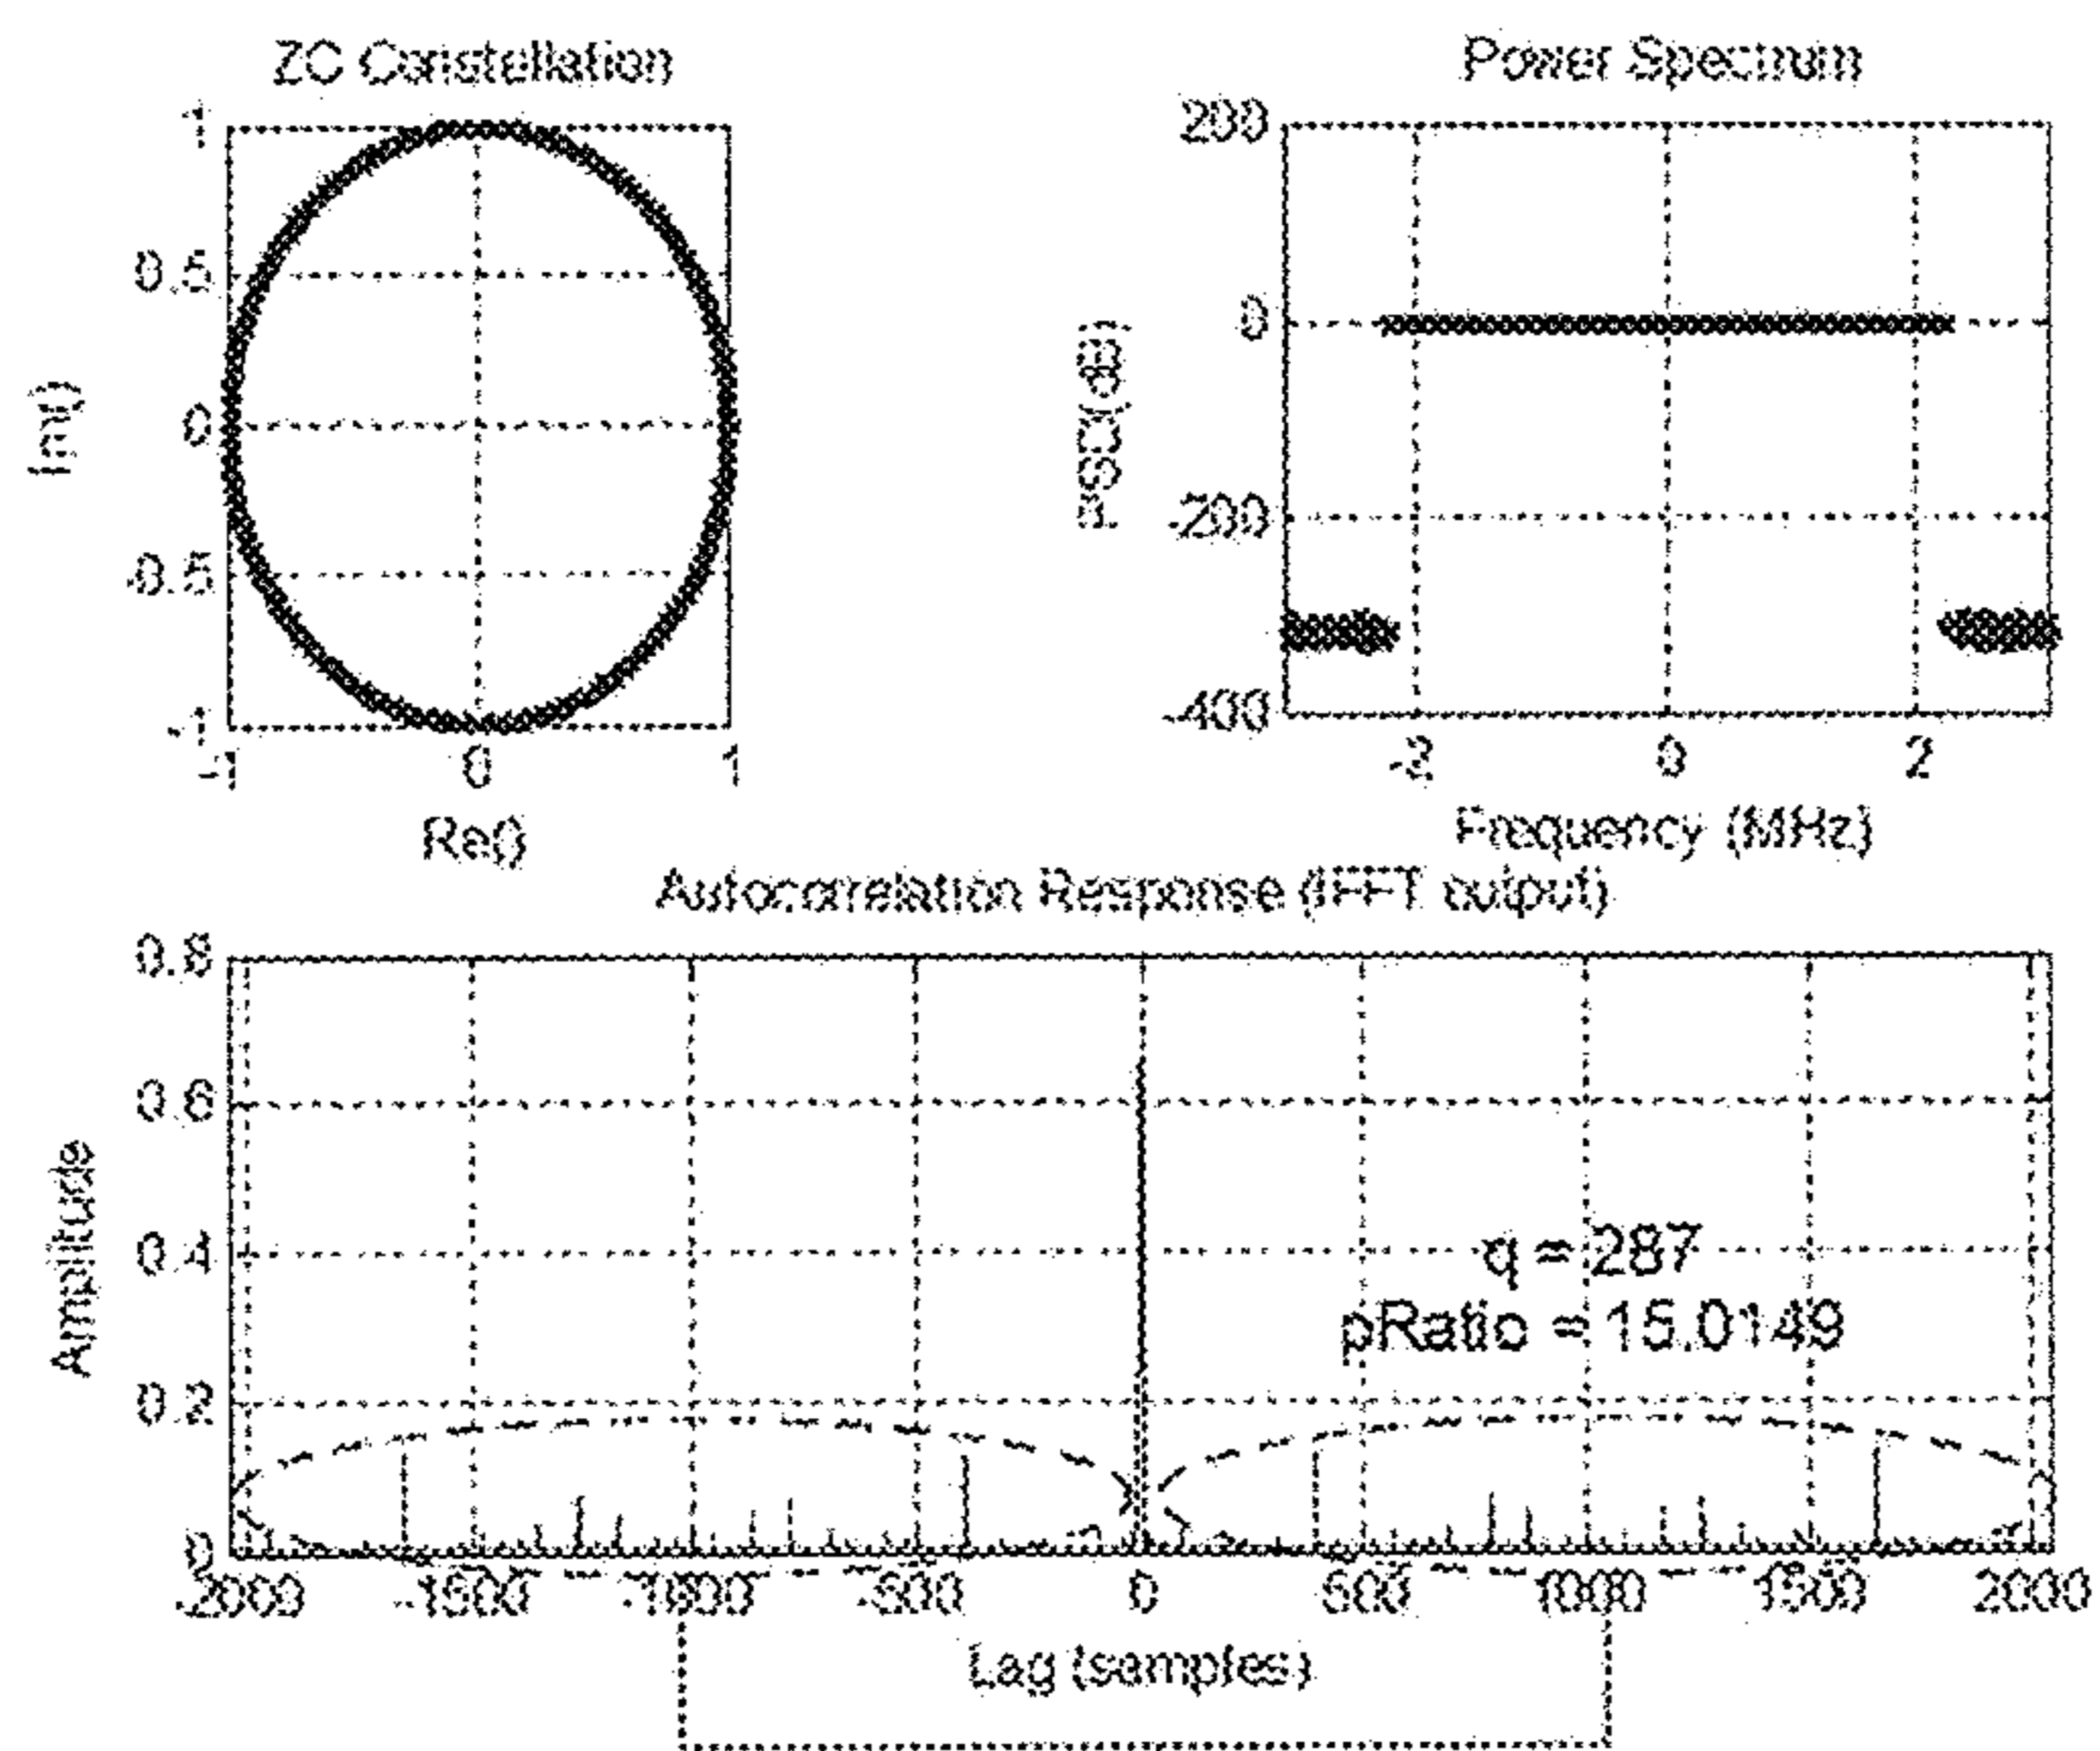 ZC Constellation
1
0.5
0
-0.5
-1
Im()
-1 0 1
Re()
Power Spectrum
200
0
-200
-400
PSD(dB)
-2 0 2
Frequency (MHz)
Autocorrelation Response (IFFT output)
0.8
0.6
0.4
0.2
0
Amplitude
q = 287
pRatio = 15.0149
-2000 -1500 -1000 -500 0 500 1000 1500 2000
Lag (samples)